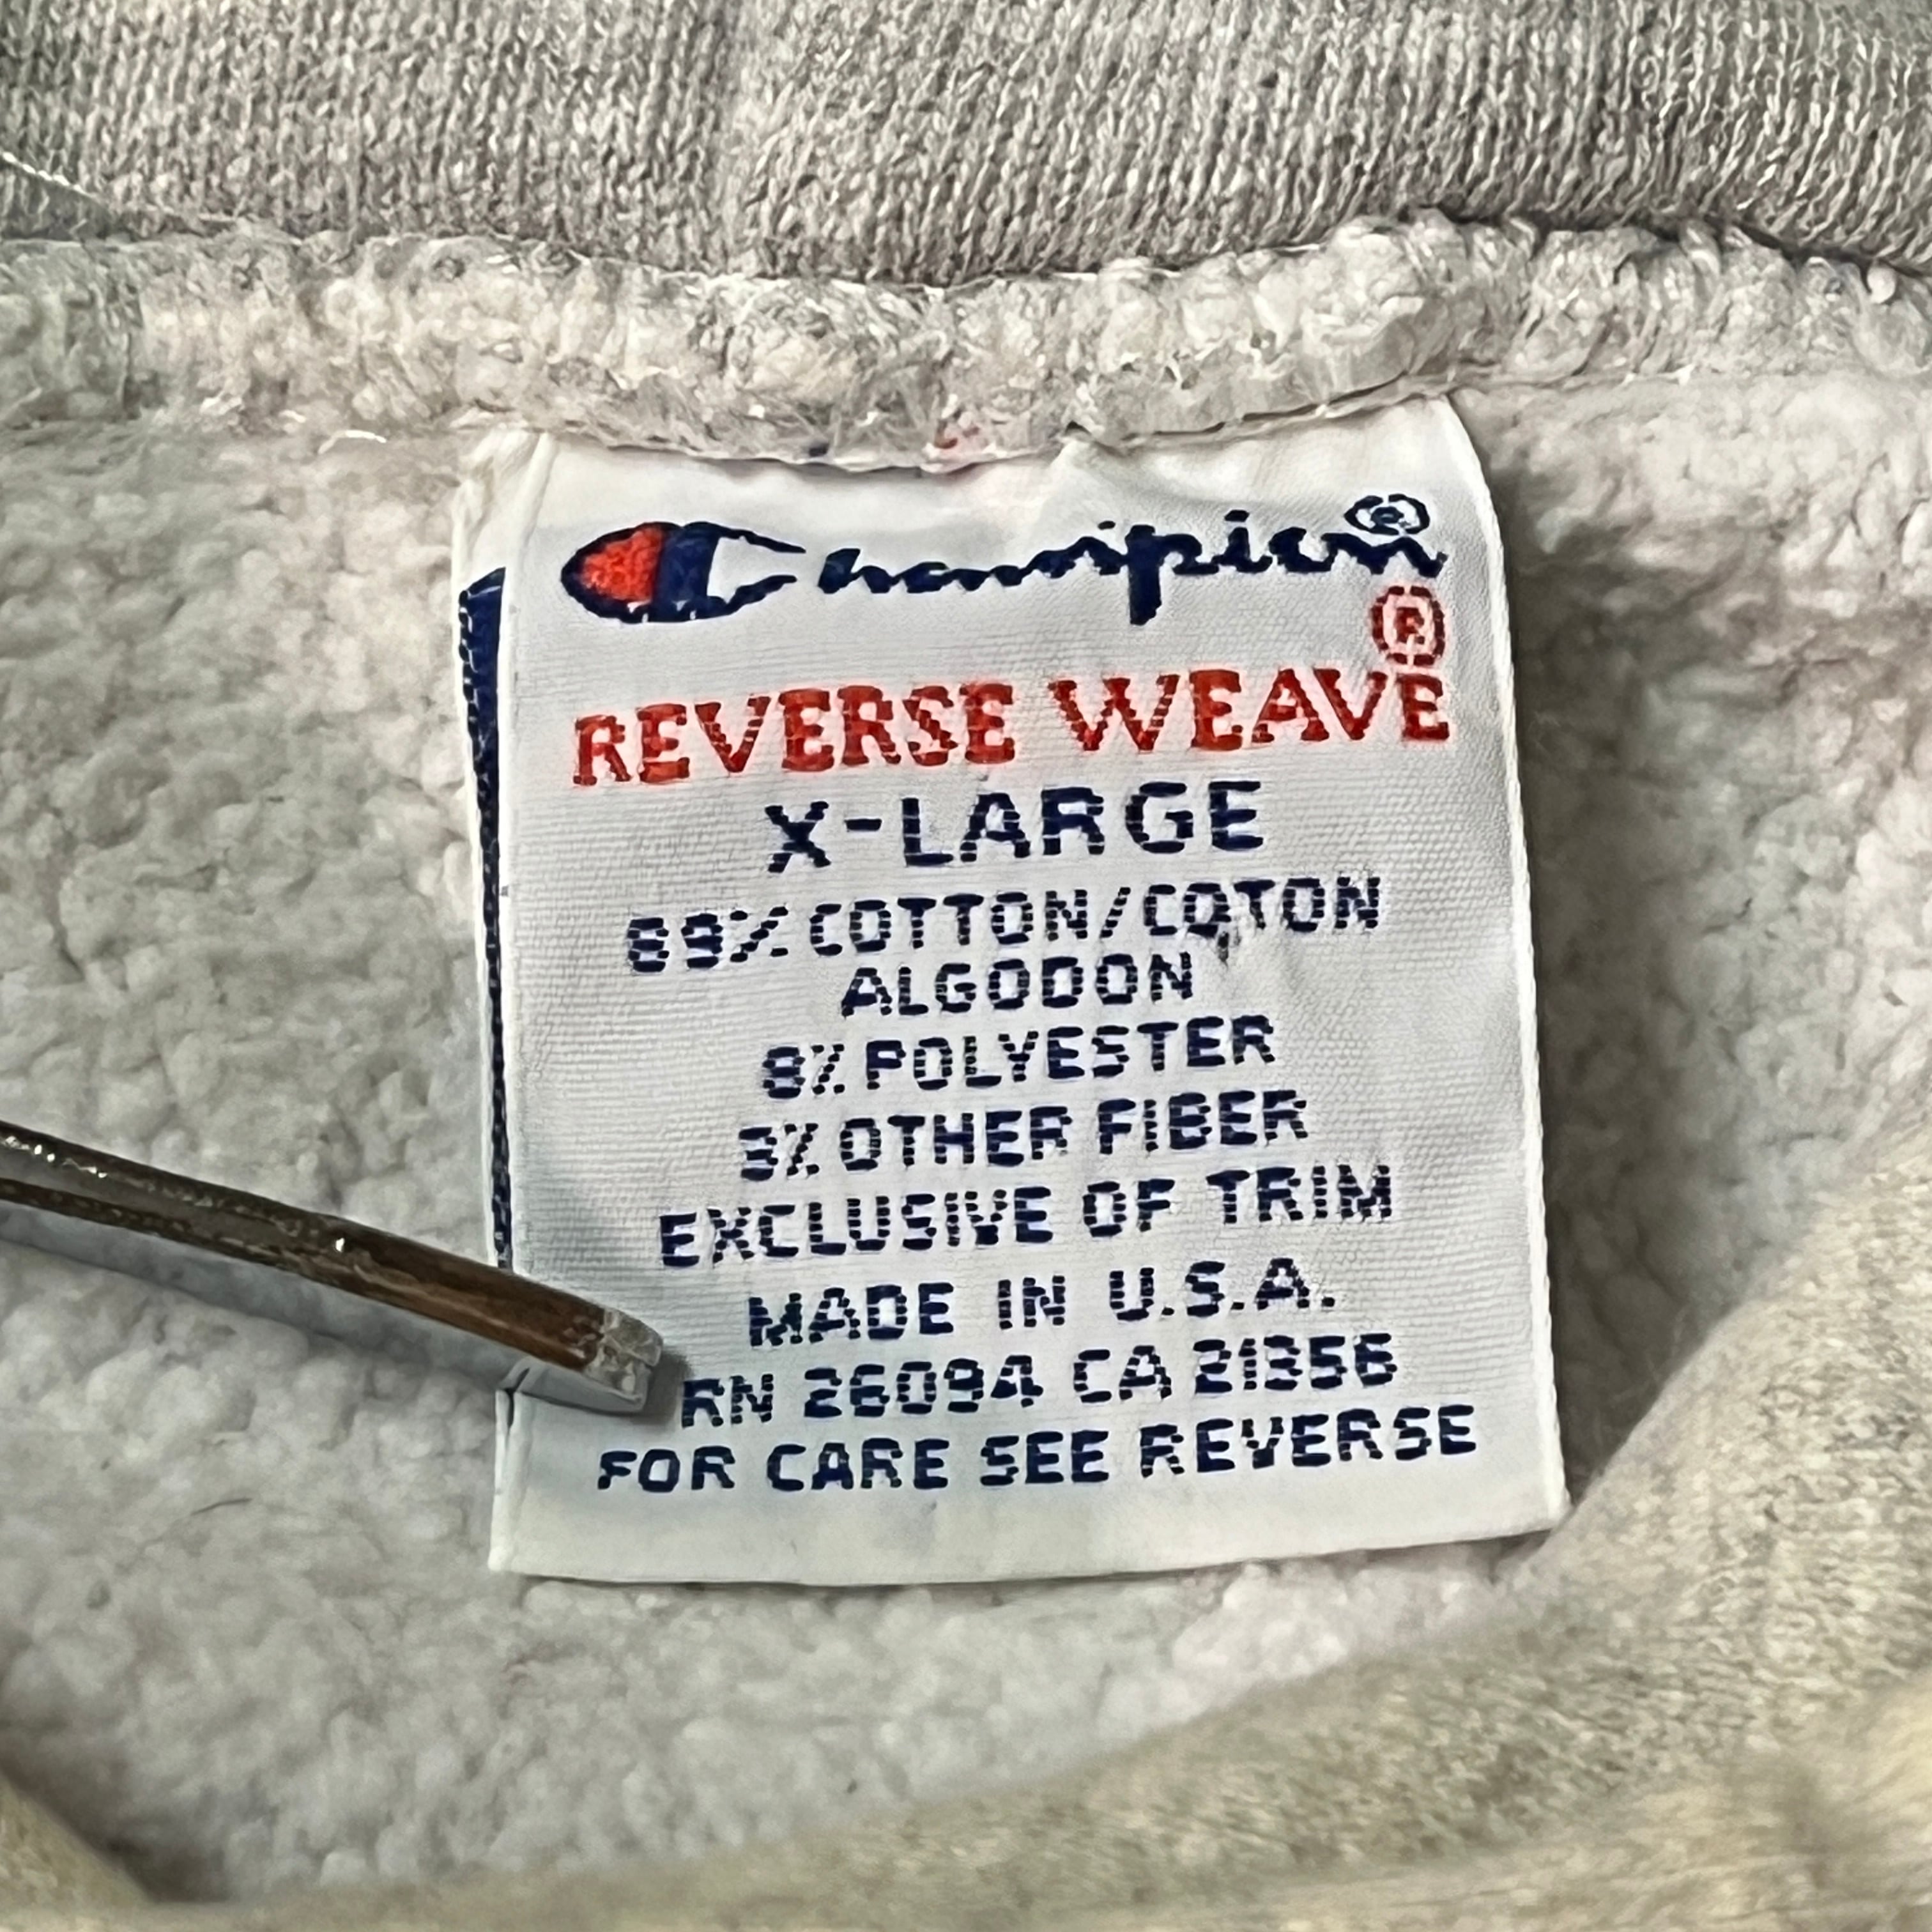 Champion®
®
REVERSE WEAVE
X-LARGE
89% COTTON/COTON
ALGODON
8% POLYESTER
3% OTHER FIBER
EXCLUSIVE OF TRIM
MADE IN U.S.A.
RN 26094 CA 21356
FOR CARE SEE REVERSE